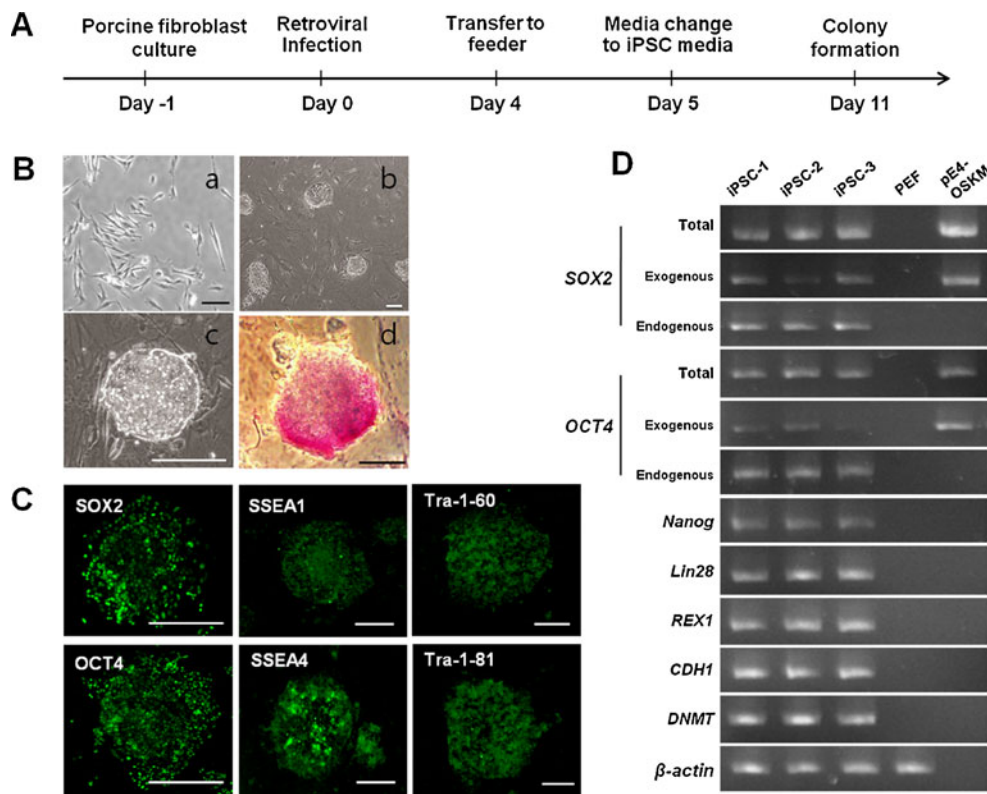 A
Porcine fibroblast
culture
Retroviral
Infection
Transfer to
feeder
Media change
to iPSC media
Colony
formation
Day -1
Day 0
Day 4
Day 5
Day 11
B
a
b
c
d
C
SOX2
SSEA1
Tra-1-60
OCT4
SSEA4
Tra-1-81
D
iPSC-1
iPSC-2
iPSC-3
PEF
pE4-
OSKM
SOX2
Total
Exogenous
Endogenous
OCT4
Total
Exogenous
Endogenous
Nanog
Lin28
REX1
CDH1
DNMT
β-actin